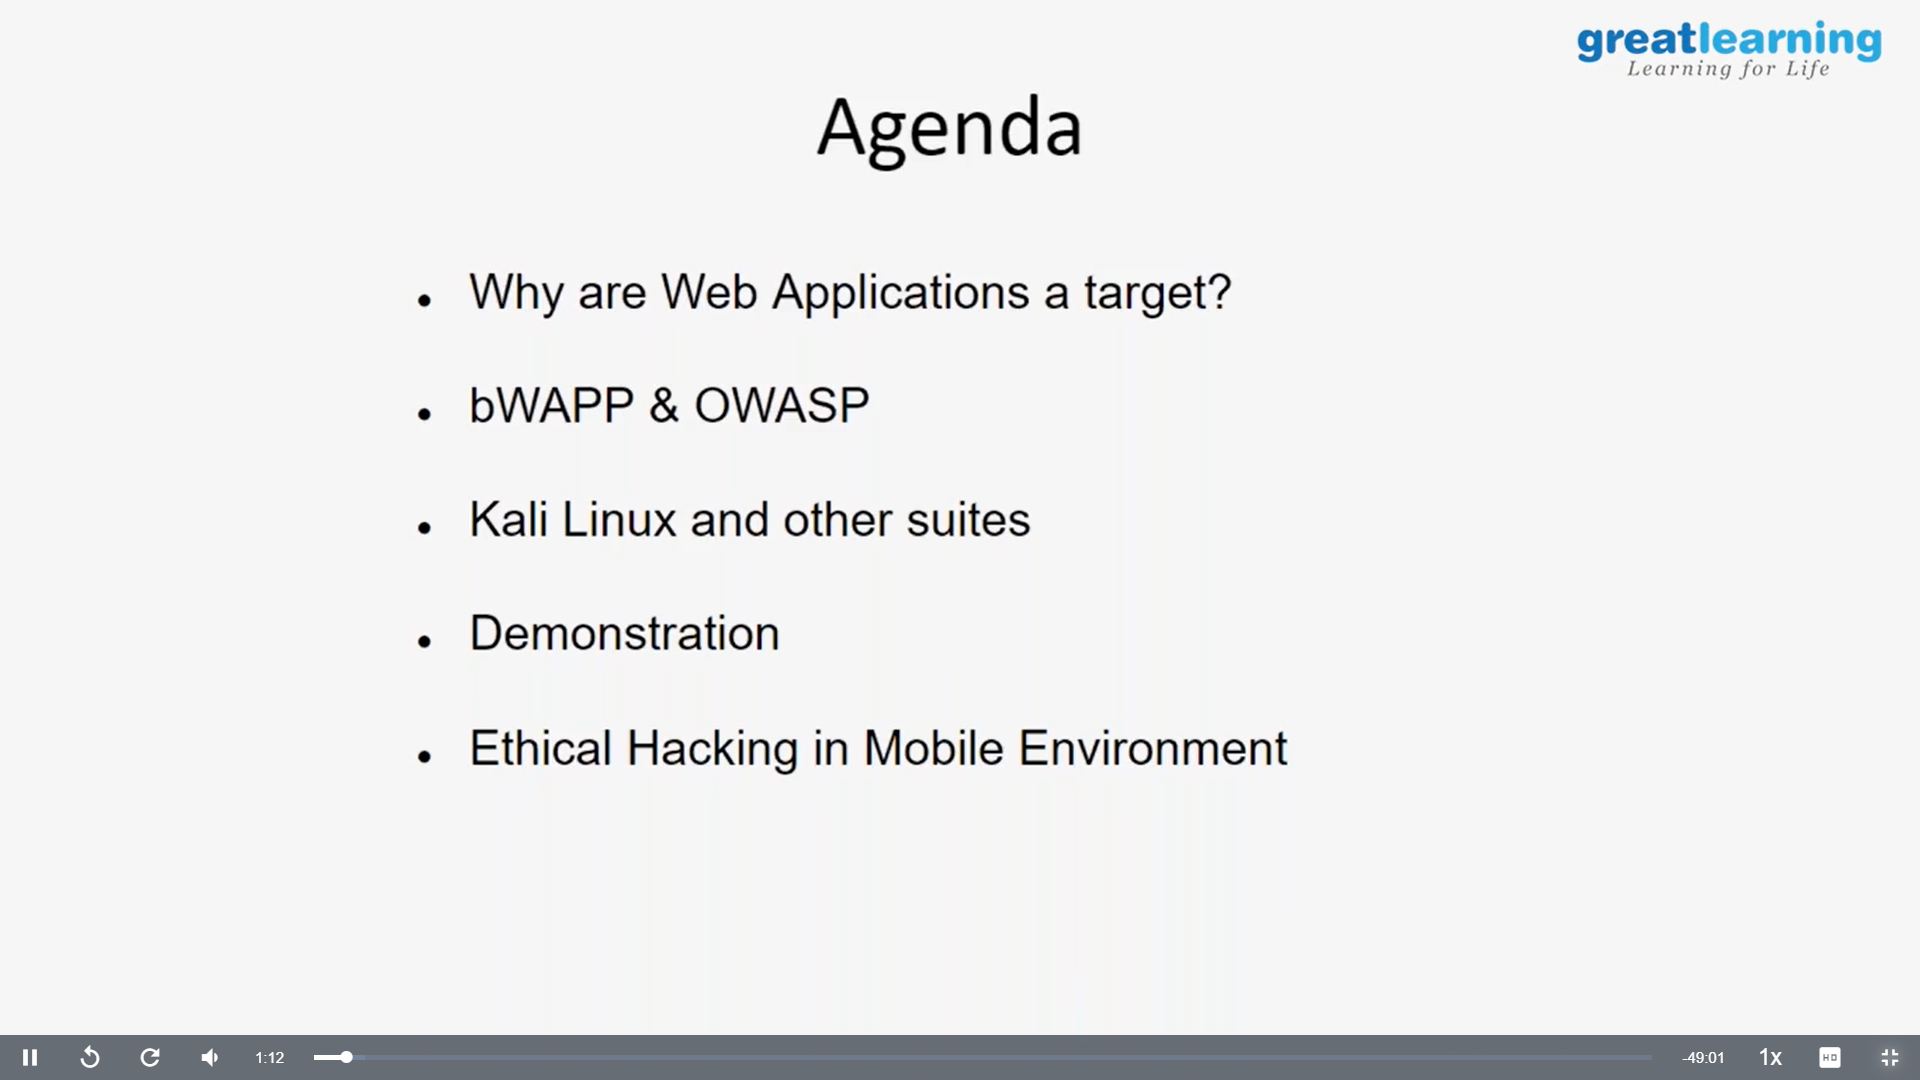 greatlearning
Learning for Life
Agenda
• Why are Web Applications a target?
• bWAPP & OWASP
• Kali Linux and other suites
• Demonstration
• Ethical Hacking in Mobile Environment
1:12 -49:01 1x HD